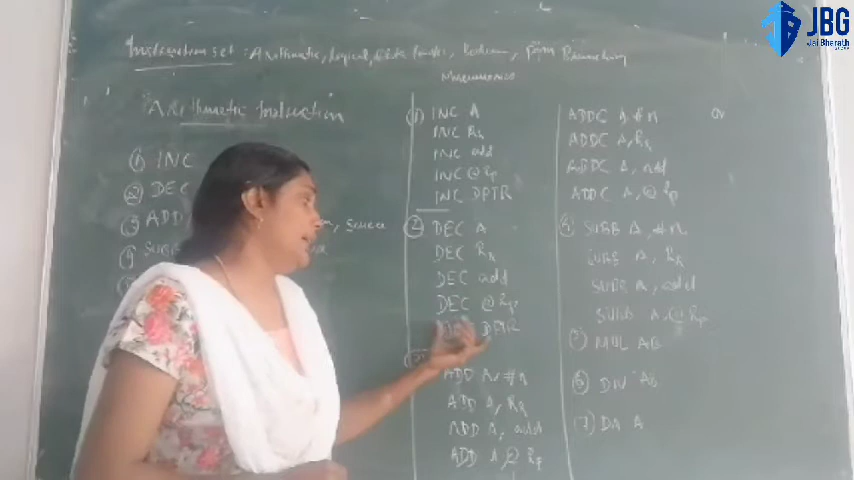 JBG
Jai Bharath
Instruction set : Arithmetic, Logical, data transfer, Boolean, prgm Branching
Mnemonics
Arithmetic Instruction
① INC
② DEC
③ ADD, source
④ SUBB
① INC A
INC Rn
INC add
INC @ Rp
INC DPTR
② DEC A
DEC Rn
DEC add
DEC @ Rp
DPTR
ADD A, #n
ADD A, Rn
ADD A, add
ADD A @ Rp
ADDC A #n
ADDC A, Rn
ADDC A, add
ADDC A, @ Rp
SUBB A, #n
SUBB A, Rn
SUBB A, add
SUBB A, @ Rp
⑤ MUL AB
⑥ DIV AB
⑦ DA A